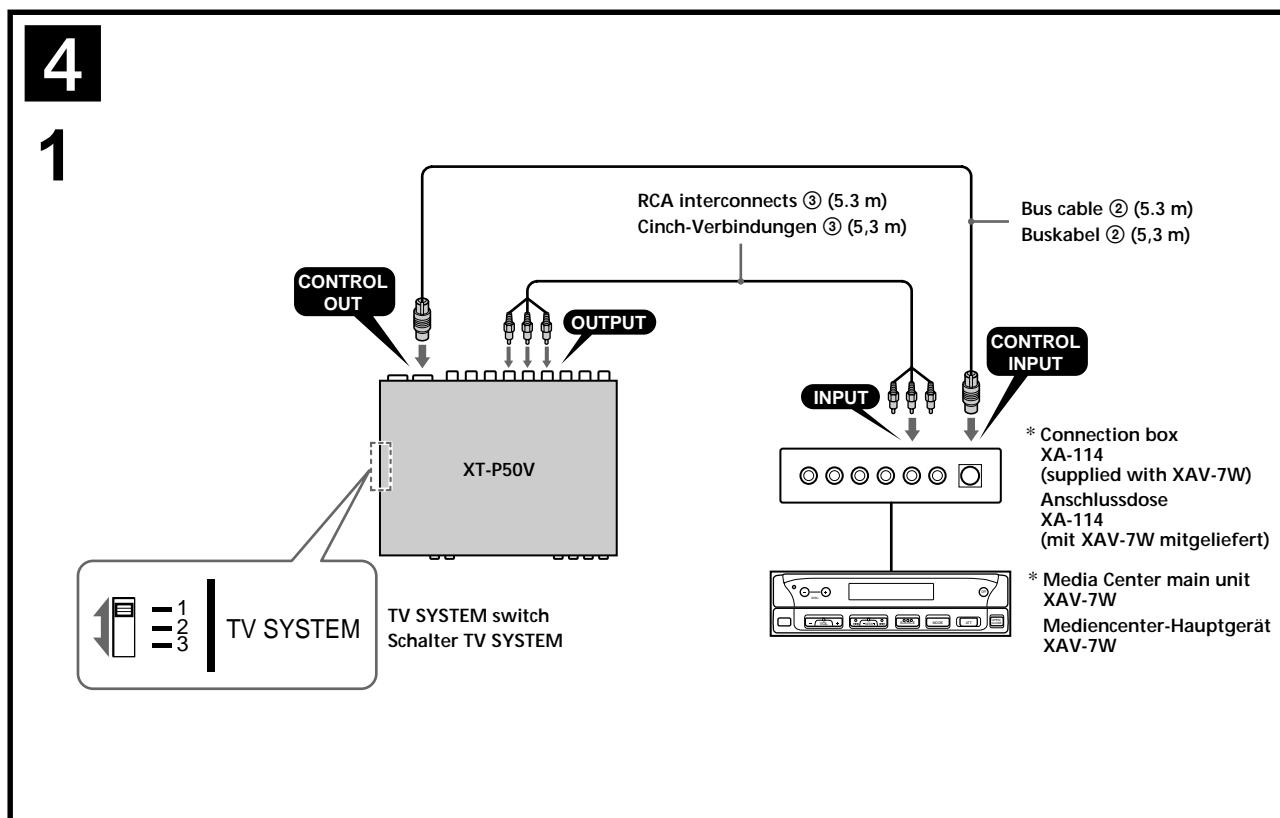 4
1
RCA interconnects ③ (5.3 m)
Cinch-Verbindungen ③ (5,3 m)
Bus cable ② (5.3 m)
Buskabel ② (5,3 m)
CONTROL
OUT
OUTPUT
CONTROL
INPUT
INPUT
XT-P50V
* Connection box
XA-114
(supplied with XAV-7W)
Anschlussdose
XA-114
(mit XAV-7W mitgeliefert)
* Media Center main unit
XAV-7W
Mediencenter-Hauptgerät
XAV-7W
1
2
3
TV SYSTEM
TV SYSTEM switch
Schalter TV SYSTEM
MODE
ATT